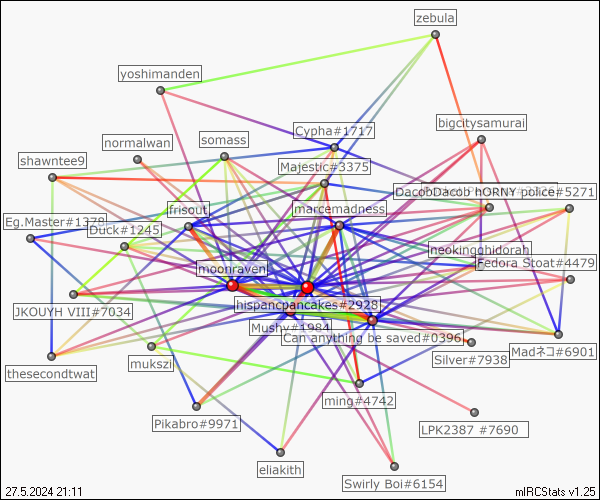 zebula
yoshimanden
bigcitysamurai
Cypha#1717
somass
normalwan
shawntee9
Majestic#3375
Dacob Dacob hORNY police#5271
frisout
marcemadness
Eg.Master#1378
Duck#1245
neokingghidorah
moonraven
Fedora Stoat#4479
hispancpancakes#2928
JKOUYH VIII#7034
Mushy#1984
Can anything be saved#0396
Silver#7938
Madネコ#6901
thesecondtwat
mukszi
ming#4742
Pikabro#9971
LPK2387 #7690
eliakith
Swirly Boi#6154
27.5.2024 21:11
mIRCStats v1.25